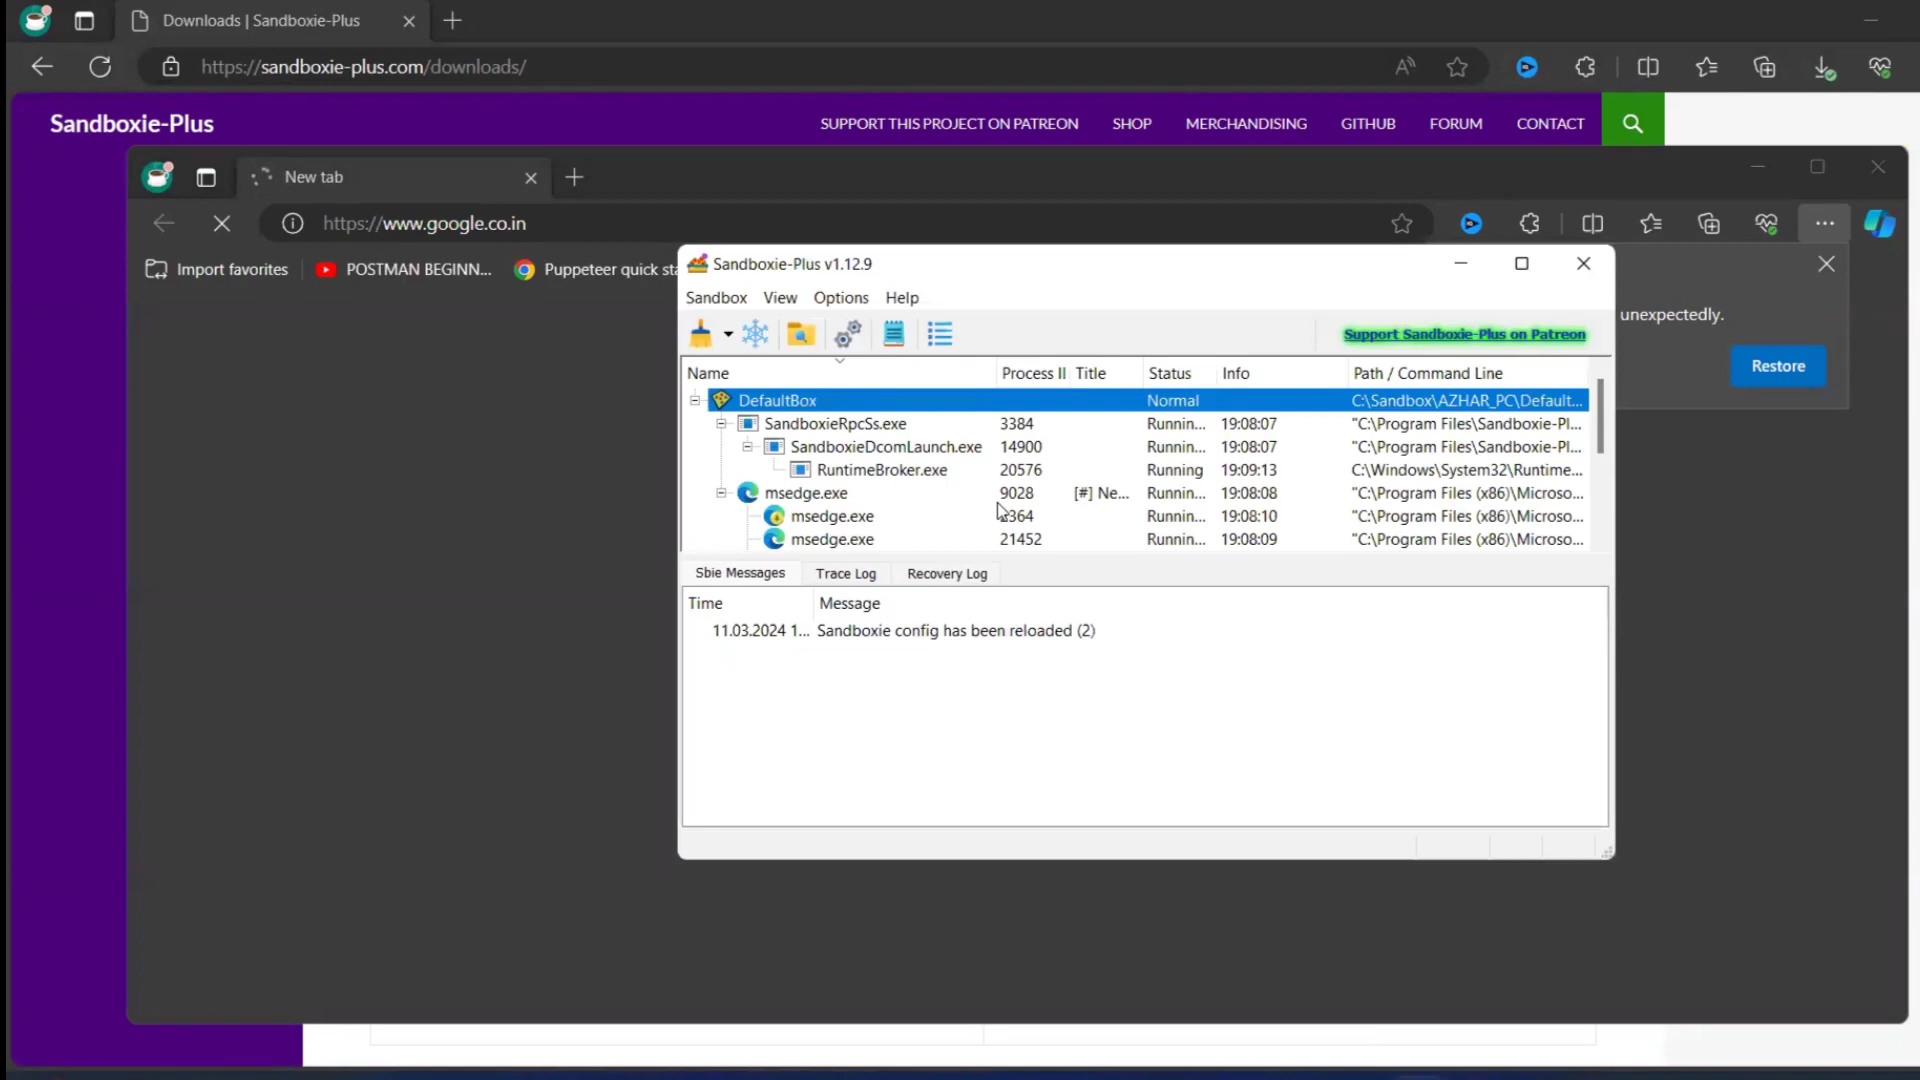 Downloads | Sandboxie-Plus
https://sandboxie-plus.com/downloads/
Sandboxie-Plus
SUPPORT THIS PROJECT ON PATREON SHOP MERCHANDISING GITHUB FORUM CONTACT
New tab
https://www.google.co.in
Import favorites POSTMAN BEGINN... Puppeteer quick sta
unexpectedly.
Restore
Sandboxie-Plus v1.12.9
Sandbox View Options Help
Support Sandboxie-Plus on Patreon
Name Process II Title Status Info Path / Command Line
DefaultBox Normal C:\Sandbox\AZHAR_PC\Default...
SandboxieRpcSs.exe 3384 Runnin... 19:08:07 "C:\Program Files\Sandboxie-Pl...
SandboxieDcomLaunch.exe 14900 Runnin... 19:08:07 "C:\Program Files\Sandboxie-Pl...
RuntimeBroker.exe 20576 Running 19:09:13 C:\Windows\System32\Runtime...
msedge.exe 9028 [#] Ne... Runnin... 19:08:08 "C:\Program Files (x86)\Microso...
msedge.exe Runnin... 19:08:10 "C:\Program Files (x86)\Microso...
msedge.exe 21452 Runnin... 19:08:09 "C:\Program Files (x86)\Microso...
Sbie Messages Trace Log Recovery Log
Time Message
11.03.2024 1... Sandboxie config has been reloaded (2)